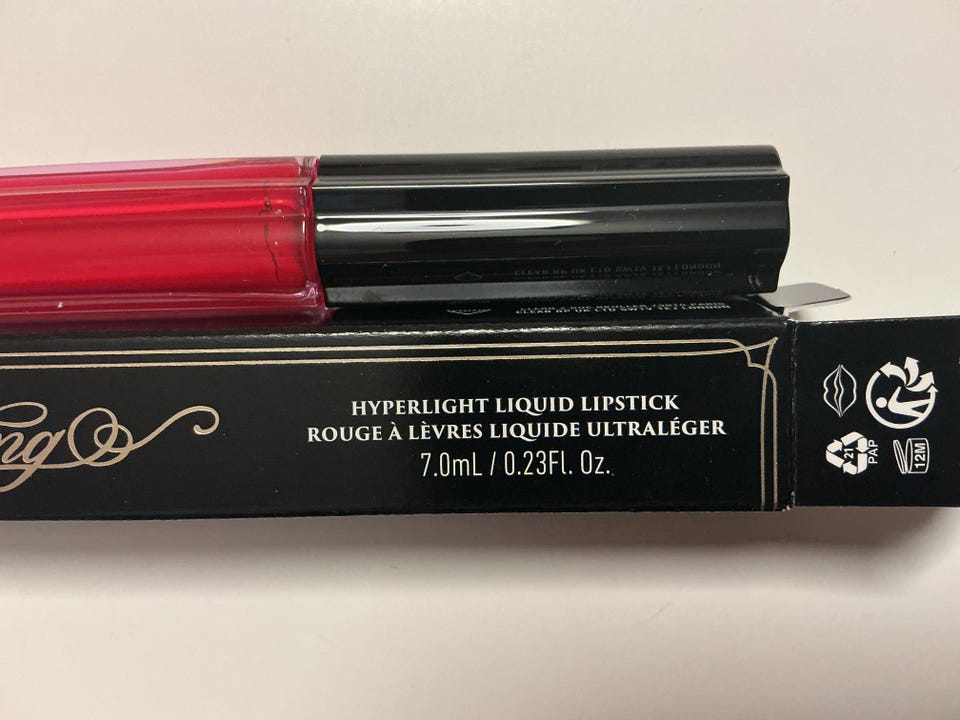 HYPERLIGHT LIQUID LIPSTICK
ROUGE À LÈVRES LIQUIDE ULTRALÉGER
7.0mL / 0.23Fl. Oz.
21
PAP
12M